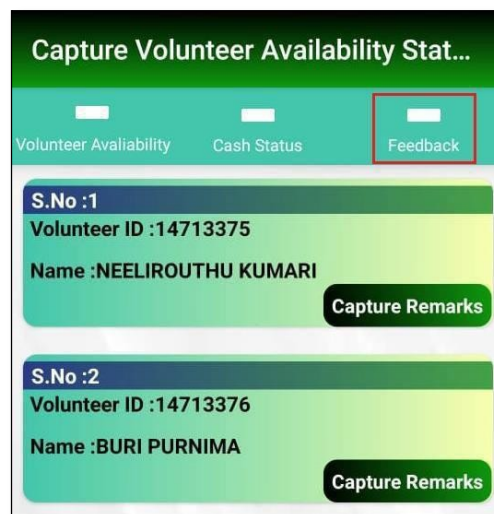 Capture Volunteer Availability Stat...
Volunteer Avaliability Cash Status Feedback
S.No :1
Volunteer ID :14713375
Name :NEELIROUTHU KUMARI
Capture Remarks
S.No :2
Volunteer ID :14713376
Name :BURI PURNIMA
Capture Remarks